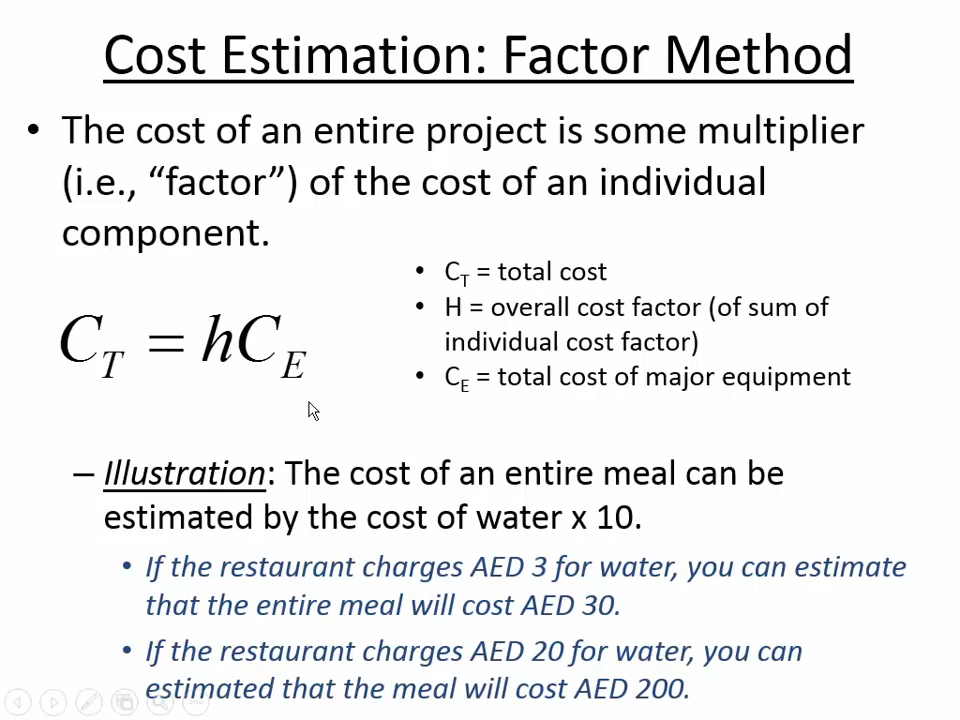 Cost Estimation: Factor Method
• The cost of an entire project is some multiplier
(i.e., “factor”) of the cost of an individual
component.
C_T = hC_E
• C_T = total cost
• H = overall cost factor (of sum of
individual cost factor)
• C_E = total cost of major equipment
– Illustration: The cost of an entire meal can be
estimated by the cost of water x 10.
• If the restaurant charges AED 3 for water, you can estimate
that the entire meal will cost AED 30.
• If the restaurant charges AED 20 for water, you can
estimated that the meal will cost AED 200.